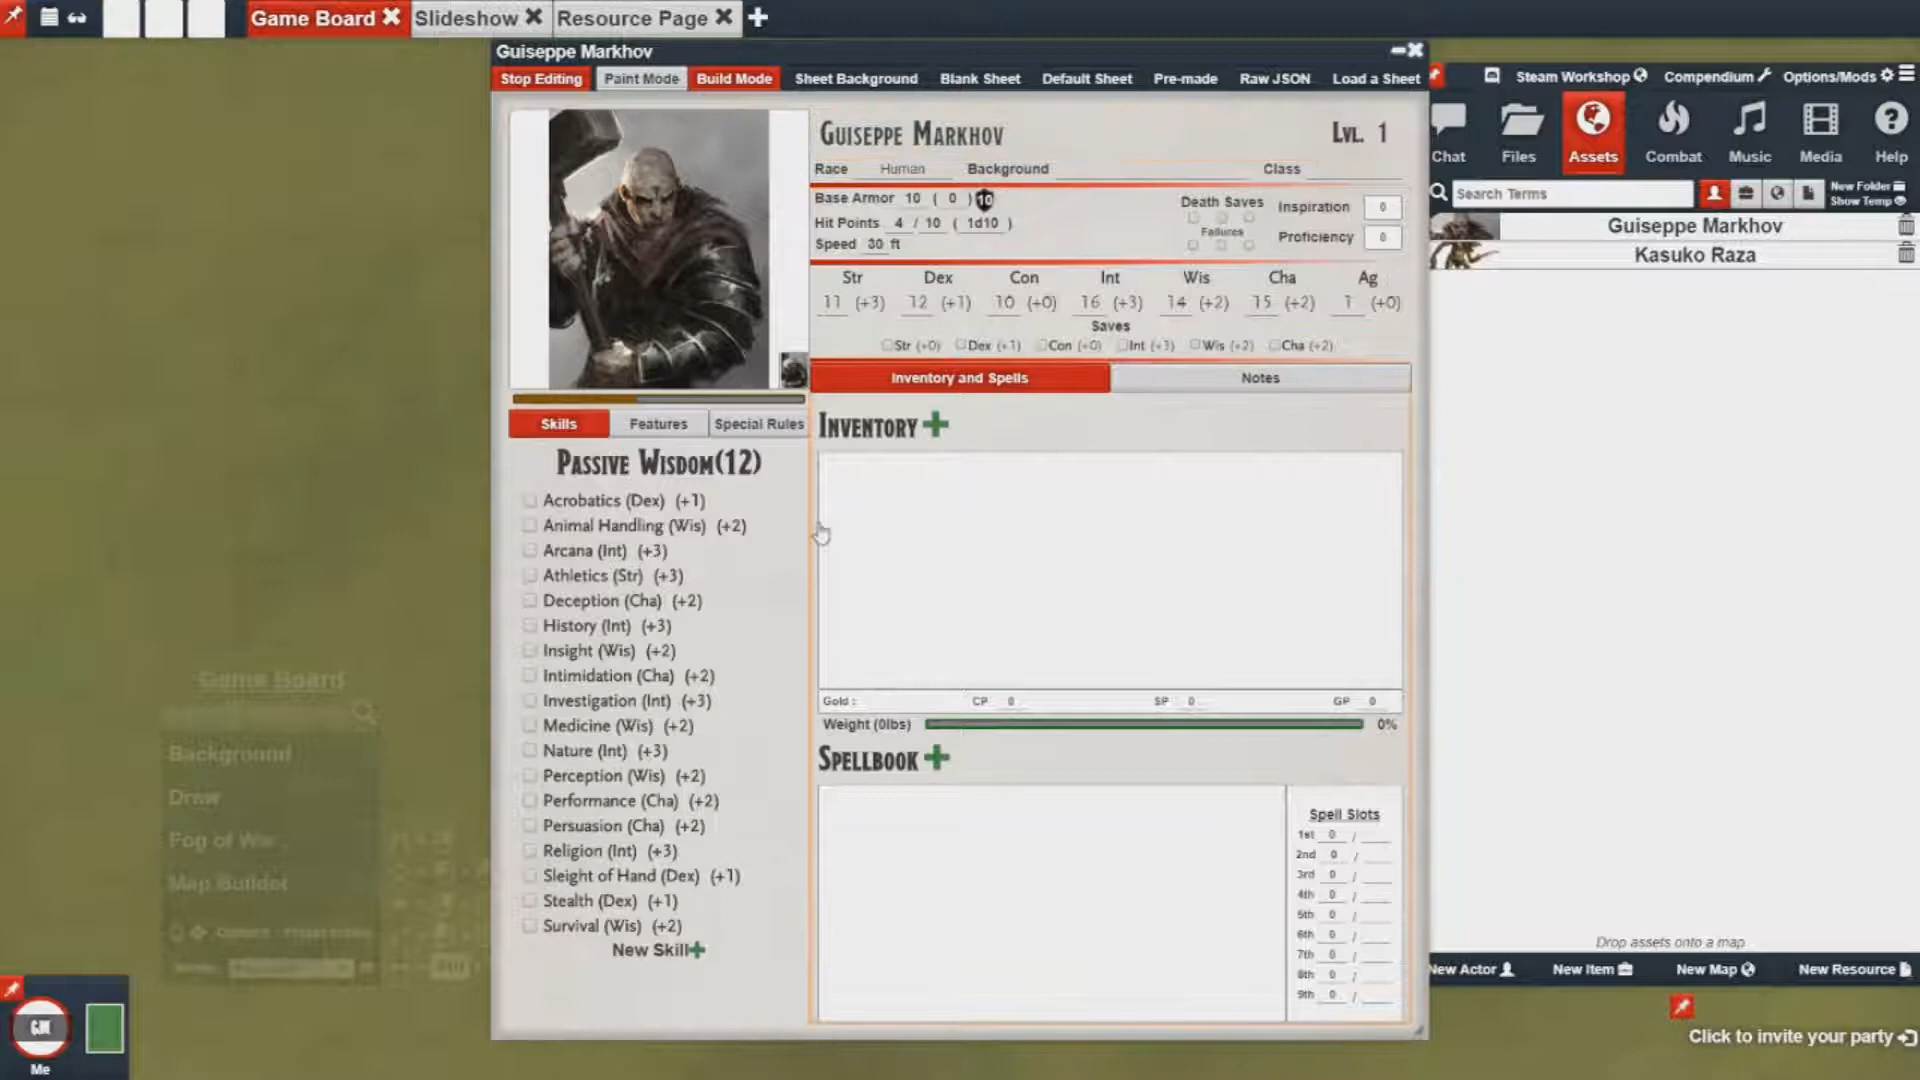 Game Board Slideshow Resource Page
Guiseppe Markhov
Stop Editing Paint Mode Build Mode Sheet Background Blank Sheet Default Sheet Pre-made Raw JSON Load a Sheet
Steam Workshop Compendium Options/Mods
Chat Files Assets Combat Music Media Help
Search Terms
New Folder
Show Temp
Guiseppe Markhov
Kasuko Raza
Guiseppe Markhov Lvl. 1
Race Human Background Class
Base Armor 10 ( 0 ) 10
Hit Points 4 / 10 ( 1d10 )
Speed 30 ft
Death Saves
Failures
Inspiration 0
Proficiency 0
Str Dex Con Int Wis Cha Ag
11 (+3) 12 (+1) 10 (+0) 16 (+3) 14 (+2) 15 (+2) 1 (+0)
Saves
Str (+0) Dex (+1) Con (+0) Int (+3) Wis (+2) Cha (+2)
Inventory and Spells Notes
Skills Features Special Rules
Passive Wisdom(12)
Acrobatics (Dex) (+1)
Animal Handling (Wis) (+2)
Arcana (Int) (+3)
Athletics (Str) (+3)
Deception (Cha) (+2)
History (Int) (+3)
Insight (Wis) (+2)
Intimidation (Cha) (+2)
Investigation (Int) (+3)
Medicine (Wis) (+2)
Nature (Int) (+3)
Perception (Wis) (+2)
Performance (Cha) (+2)
Persuasion (Cha) (+2)
Religion (Int) (+3)
Sleight of Hand (Dex) (+1)
Stealth (Dex) (+1)
Survival (Wis) (+2)
New Skill
Inventory
Gold : CP 0 SP 0 GP 0
Weight (0lbs) 0%
Spellbook
Spell Slots
1st 0 /
2nd 0 /
3rd 0 /
4th 0 /
5th 0 /
6th 0 /
7th 0 /
8th 0 /
9th 0 /
Game Board
Background
Draw
Fog of War
Map Builder
Drop assets onto a map
New Actor New Item New Map New Resource
Click to invite your party
GM
Me